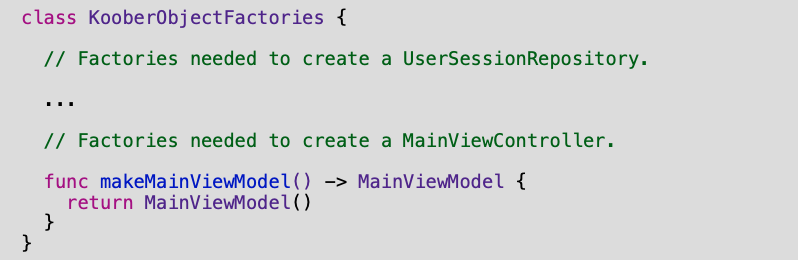 class KooberObjectFactories {
// Factories needed to create a UserSessionRepository.
...
// Factories needed to create a MainViewController.
func makeMainViewModel() -> MainViewModel {
return MainViewModel()
}
}